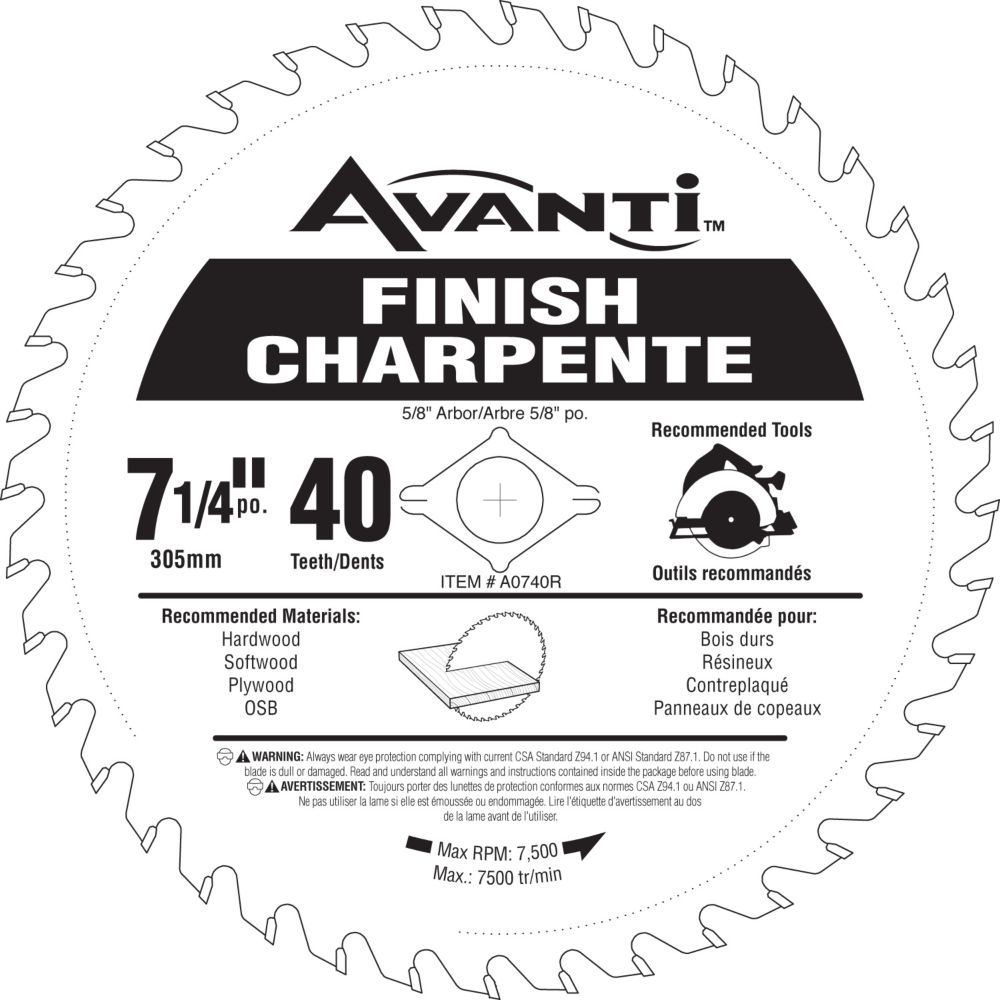 AVANTI™
FINISH
CHARPENTE
5/8" Arbor/Arbre 5/8" po.
7 1/4" po.
305mm
40
Teeth/Dents
ITEM # A0740R
Recommended Tools
Outils recommandés
Recommended Materials:
Hardwood
Softwood
Plywood
OSB
Recommandée pour:
Bois durs
Résineux
Contreplaqué
Panneaux de copeaux
WARNING: Always wear eye protection complying with current CSA Standard Z94.1 or ANSI Standard Z87.1. Do not use if the
blade is dull or damaged. Read and understand all warnings and instructions contained inside the package before using blade.
AVERTISSEMENT: Toujours porter des lunettes de protection conformes aux normes CSA Z94.1 ou ANSI Z87.1.
Ne pas utiliser la lame si elle est émoussée ou endommagée. Lire l'étiquette d'avertissement au dos
de la lame avant de l'utiliser.
Max RPM: 7,500
Max.: 7500 tr/min